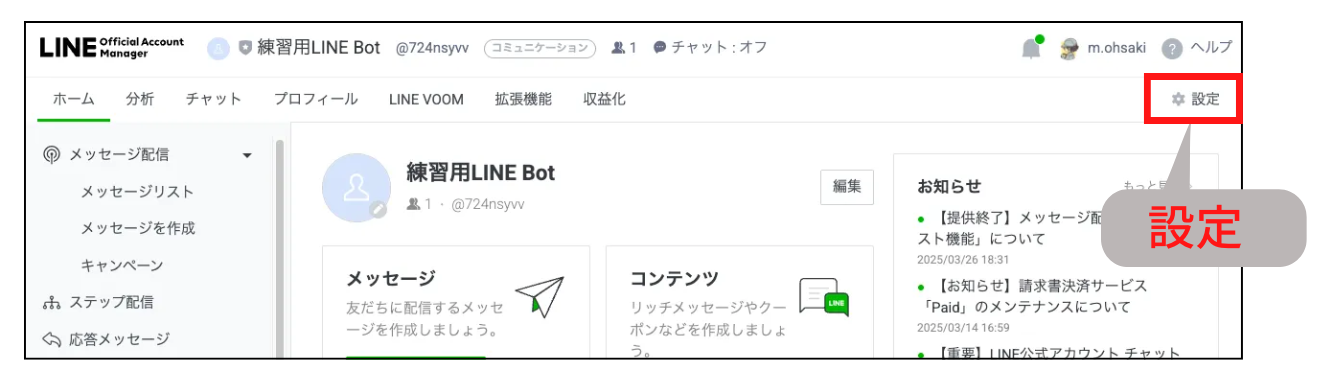 LINE Official Account Manager
練習用LINE Bot @724nsyvv コミュニケーション 1 チャット : オフ
m.ohsaki ? ヘルプ
ホーム 分析 チャット プロフィール LINE VOOM 拡張機能 収益化
設定
メッセージ配信
メッセージリスト
メッセージを作成
キャンペーン
ステップ配信
応答メッセージ
練習用LINE Bot
1 · @724nsyvv
編集
メッセージ
友だちに配信するメッセ
ージを作成しましょう。
コンテンツ
リッチメッセージやクー
ポンなどを作成しましょ
う。
LINE
お知らせ
もっと
設定
• 【提供終了】メッセージ配
スト機能」について
2025/03/26 18:31
• 【お知らせ】請求書決済サービス
「Paid」のメンテナンスについて
2025/03/14 16:59
• 【重要】LINE公式アカウント チャット